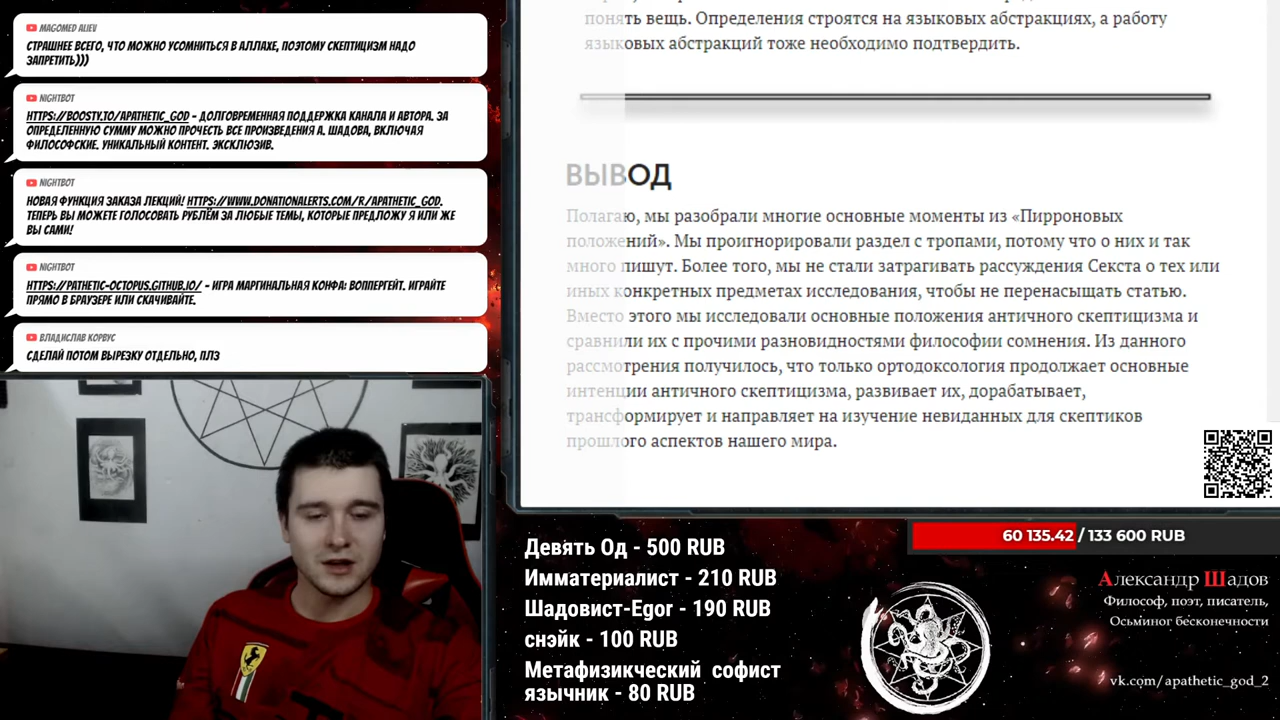 MAGOMED ALIEV
СТРАШНЕЕ ВСЕГО, ЧТО МОЖНО УСОМНИТЬСЯ В АЛЛАХЕ, ПОЭТОМУ СКЕПТИЦИЗМ НАДО
ЗАПРЕТИТЬ)))
NIGHTBOT
HTTPS://BOOSTY.TO/APATHETIC_GOD - ДОЛГОВРЕМЕННАЯ ПОДДЕРЖКА КАНАЛА И АВТОРА. ЗА
ОПРЕДЕЛЕННУЮ СУММУ МОЖНО ПРОЧЕСТЬ ВСЕ ПРОИЗВЕДЕНИЯ А. ШАДОВА, ВКЛЮЧАЯ
ФИЛОСОФСКИЕ. УНИКАЛЬНЫЙ КОНТЕНТ. ЭКСКЛЮЗИВ.
NIGHTBOT
НОВАЯ ФУНКЦИЯ ЗАКАЗА ЛЕКЦИЙ! HTTPS://WWW.DONATIONALERTS.COM/R/APATHETIC_GOD.
ТЕПЕРЬ ВЫ МОЖЕТЕ ГОЛОСОВАТЬ РУБЛЁМ ЗА ЛЮБЫЕ ТЕМЫ, КОТОРЫЕ ПРЕДЛОЖУ Я ИЛИ ЖЕ
ВЫ САМИ!
NIGHTBOT
HTTPS://PATHETIC-OCTOPUS.GITHUB.IO/ - ИГРА МАРГИНАЛЬНАЯ КОНФА: ВОППЕРГЕЙТ. ИГРАЙТЕ
ПРЯМО В БРАУЗЕРЕ ИЛИ СКАЧИВАЙТЕ.
ВЛАДИСЛАВ КОРВУС
СДЕЛАЙ ПОТОМ ВЫРЕЗКУ ОТДЕЛЬНО, ПЛЗ
понять вещь. Определения строятся на языковых абстракциях, а работу
языковых абстракций тоже необходимо подтвердить.
ВЫВОД
Полагаю, мы разобрали многие основные моменты из «Пирроновых
положений». Мы проигнорировали раздел с тропами, потому что о них и так
много пишут. Более того, мы не стали затрагивать рассуждения Секста о тех или
иных конкретных предметах исследования, чтобы не перенасыщать статью.
Вместо этого мы исследовали основные положения античного скептицизма и
сравнили их с прочими разновидностями философии сомнения. Из данного
рассмотрения получилось, что только ортодоксология продолжает основные
интенции античного скептицизма, развивает их, дорабатывает,
трансформирует и направляет на изучение невиданных для скептиков
прошлого аспектов нашего мира.
60 135.42 / 133 600 RUB
Девять Од - 500 RUB
Имматериалист - 210 RUB
Шадовист-Egor - 190 RUB
снэйк - 100 RUB
Метафизикческий софист
язычник - 80 RUB
Александр Шадов
Философ, поэт, писатель,
Осьминог бесконечности
vk.com/apathetic_god_2